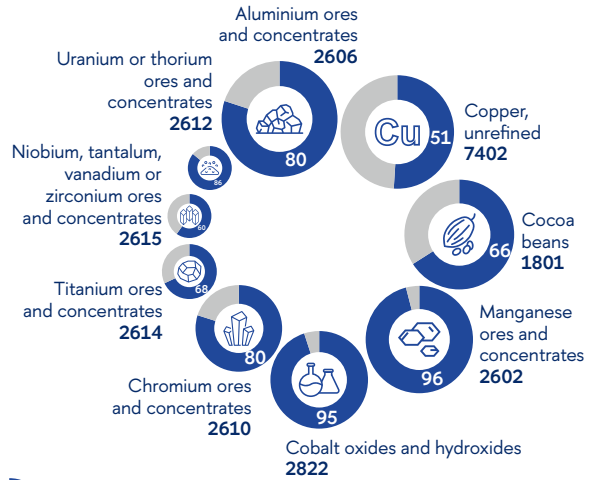 Aluminium ores
and concentrates
2606
80
Copper,
unrefined
7402
Cu
51
Cocoa
beans
1801
66
Manganese
ores and
concentrates
2602
96
Cobalt oxides and hydroxides
2822
95
Chromium ores
and concentrates
2610
80
Titanium ores
and concentrates
2614
68
Niobium, tantalum,
vanadium or
zirconium ores
and concentrates
2615
60
Uranium or thorium
ores and
concentrates
2612
86